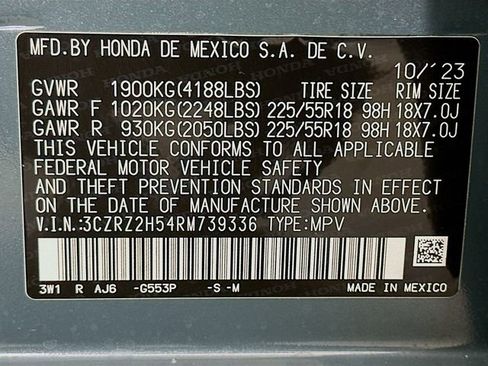 MFD.BY HONDA DE MEXICO S.A. DE C.V.
10/'23
GVWR 1900KG(4188LBS) TIRE SIZE RIM SIZE
GAWR F 1020KG(2248LBS) 225/55R18 98H 18X7.0J
GAWR R 930KG(2050LBS) 225/55R18 98H 18X7.0J
THIS VEHICLE CONFORMS TO ALL APPLICABLE
FEDERAL MOTOR VEHICLE SAFETY
AND THEFT PREVENTION STANDARDS IN EFFECT
ON THE DATE OF MANUFACTURE SHOWN ABOVE.
V.I.N.:3CZRZ2H54RM739336 TYPE:MPV
3W1 R AJ6 -G553P -S -M MADE IN MEXICO